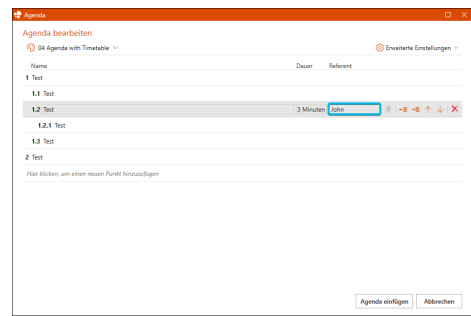 Agenda
Agenda bearbeiten
04 Agenda with Timetable
Erweiterte Einstellungen
Name Dauer Referent
1 Test
1.1 Test
1.2 Test 3 Minuten John
1.2.1 Test
1.3 Test
2 Test
Hier klicken, um einen neuen Punkt hinzuzufügen
Agenda einfügen Abbrechen